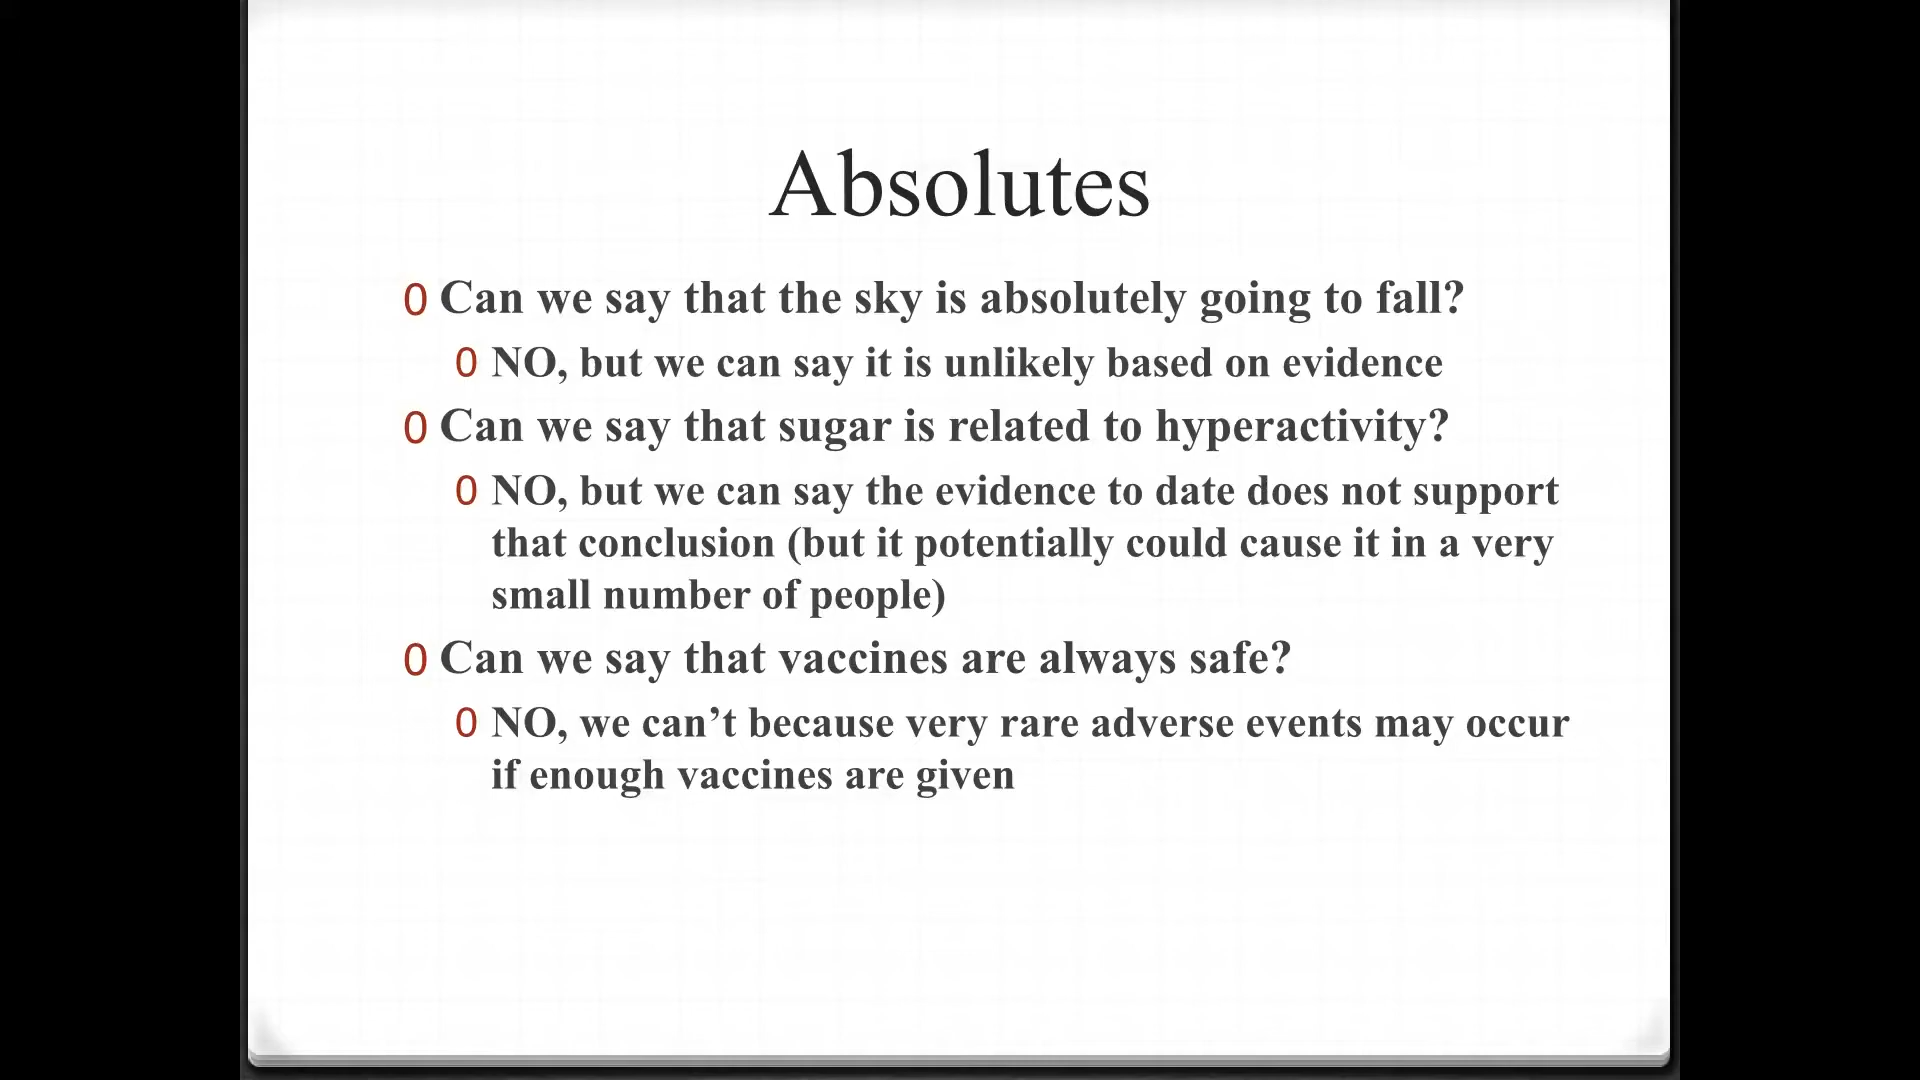 Absolutes
0 Can we say that the sky is absolutely going to fall?
0 NO, but we can say it is unlikely based on evidence
0 Can we say that sugar is related to hyperactivity?
0 NO, but we can say the evidence to date does not support
that conclusion (but it potentially could cause it in a very
small number of people)
0 Can we say that vaccines are always safe?
0 NO, we can’t because very rare adverse events may occur
if enough vaccines are given